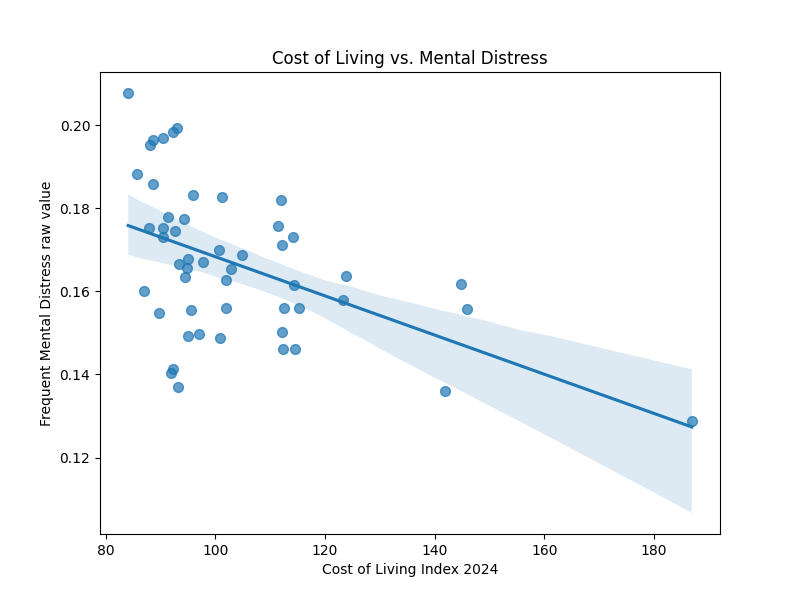 Cost of Living vs. Mental Distress
Frequent Mental Distress raw value
0.20
0.18
0.16
0.14
0.12
80 100 120 140 160 180
Cost of Living Index 2024